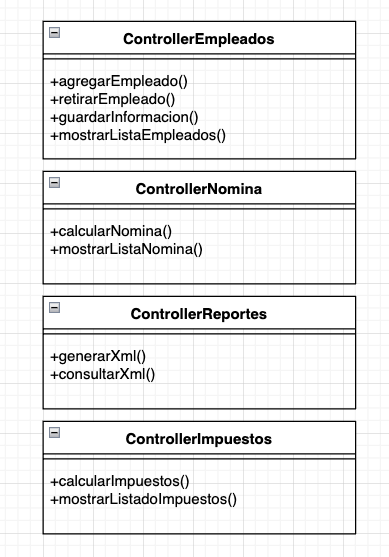 ControllerEmpleados
+agregarEmpleado()
+retirarEmpleado()
+guardarInformacion()
+mostrarListaEmpleados()
ControllerNomina
+calcularNomina()
+mostrarListaNomina()
ControllerReportes
+generarXml()
+consultarXml()
ControllerImpuestos
+calcularImpuestos()
+mostrarListadoImpuestos()